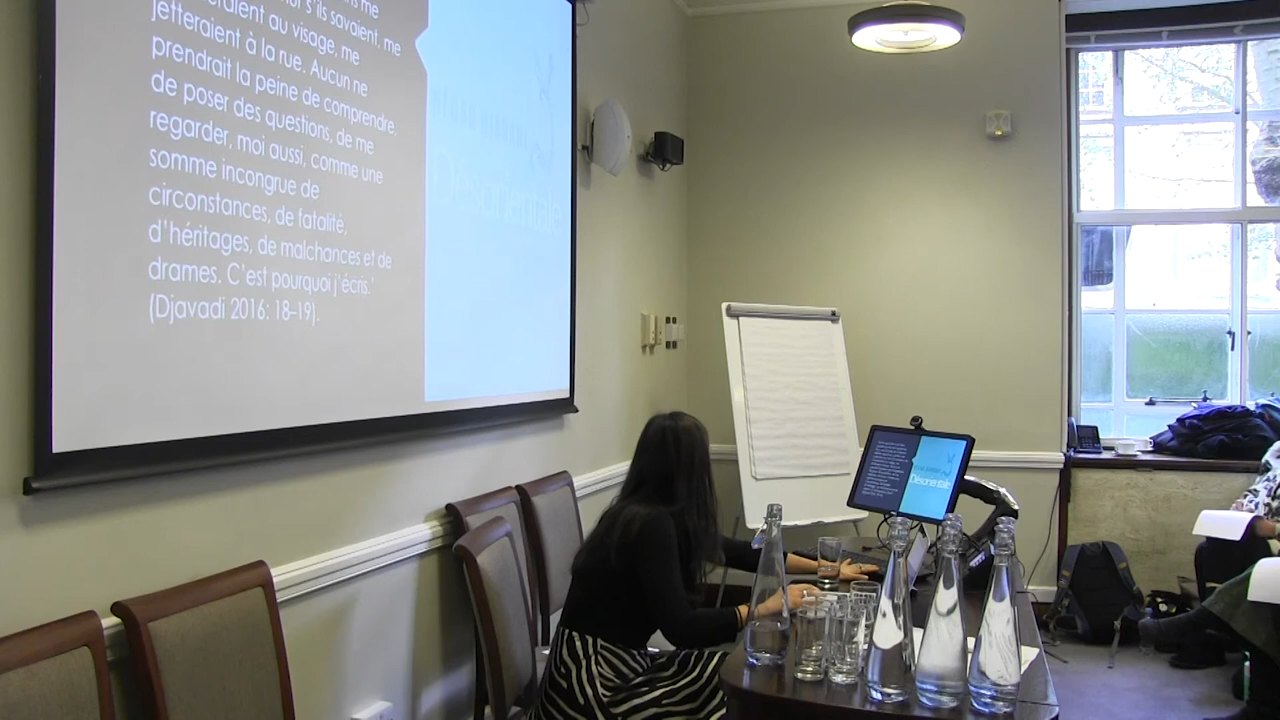 s'ils savaient, me
au visage, me
jetteraient à la rue. Aucun ne
prendrait la peine de comprendre,
de poser des questions, de me
regarder, moi aussi, comme une
somme incongrue de
circonstances, de fatalité,
d'héritages, de malchances et de
drames. C'est pourquoi j'écris.'
(Djavadi 2016: 18–19).
Désorientale
Désorientale